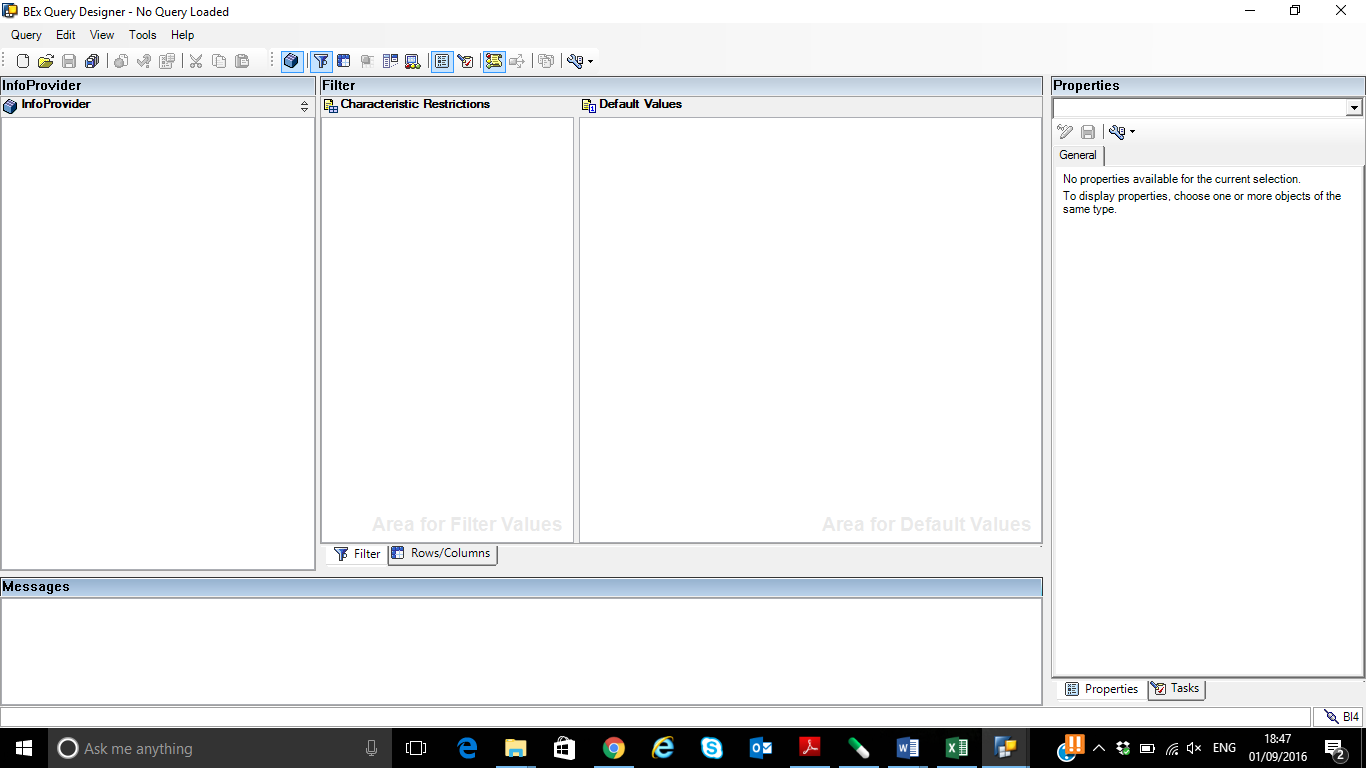 BEx Query Designer - No Query Loaded
Query Edit View Tools Help
InfoProvider
Filter
Properties
InfoProvider
Characteristic Restrictions
Default Values
General
No properties available for the current selection.
To display properties, choose one or more objects of the
same type.
Area for Filter Values
Area for Default Values
Filter
Rows/Columns
Messages
Properties
Tasks
BI4
Ask me anything
ENG
18:47
01/09/2016
2